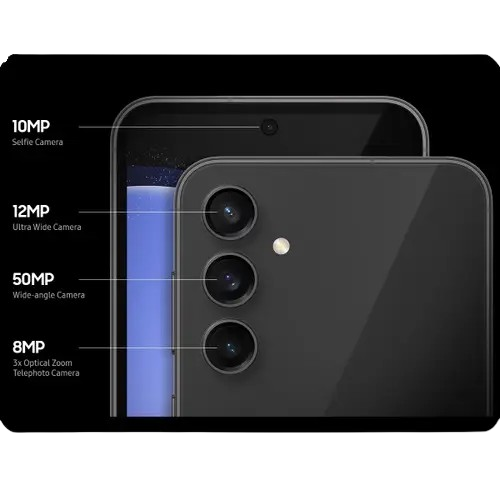 10MP
Selfie Camera
12MP
Ultra Wide Camera
50MP
Wide-angle Camera
8MP
3x Optical Zoom
Telephoto Camera